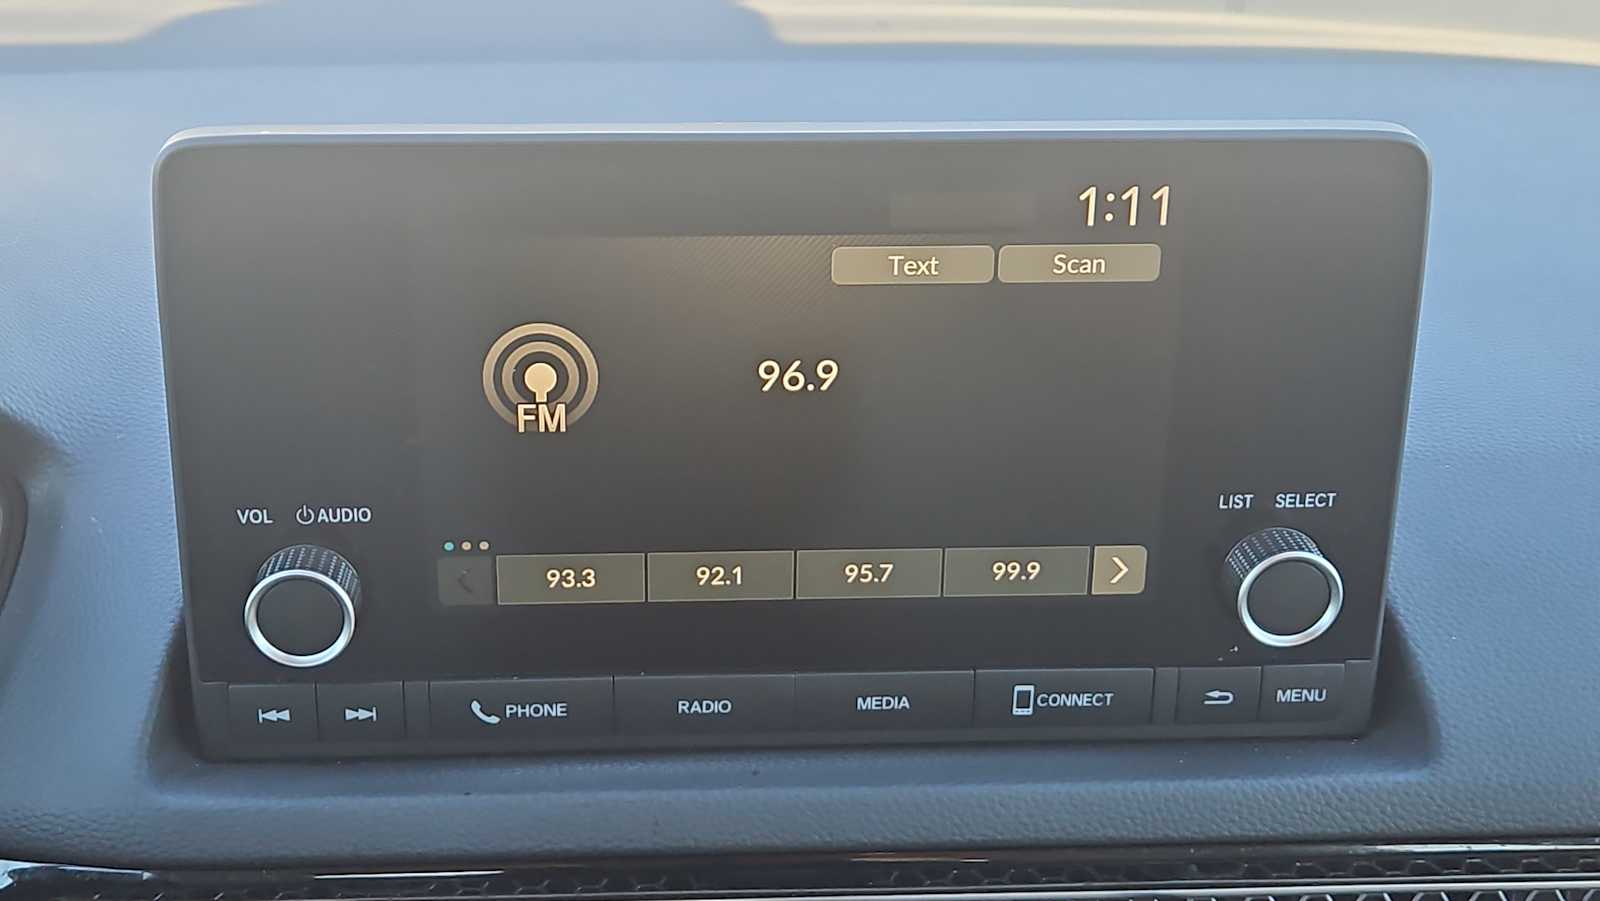 1:11
Text Scan
FM
96.9
VOL AUDIO
LIST SELECT
93.3 92.1 95.7 99.9
PHONE RADIO MEDIA CONNECT MENU